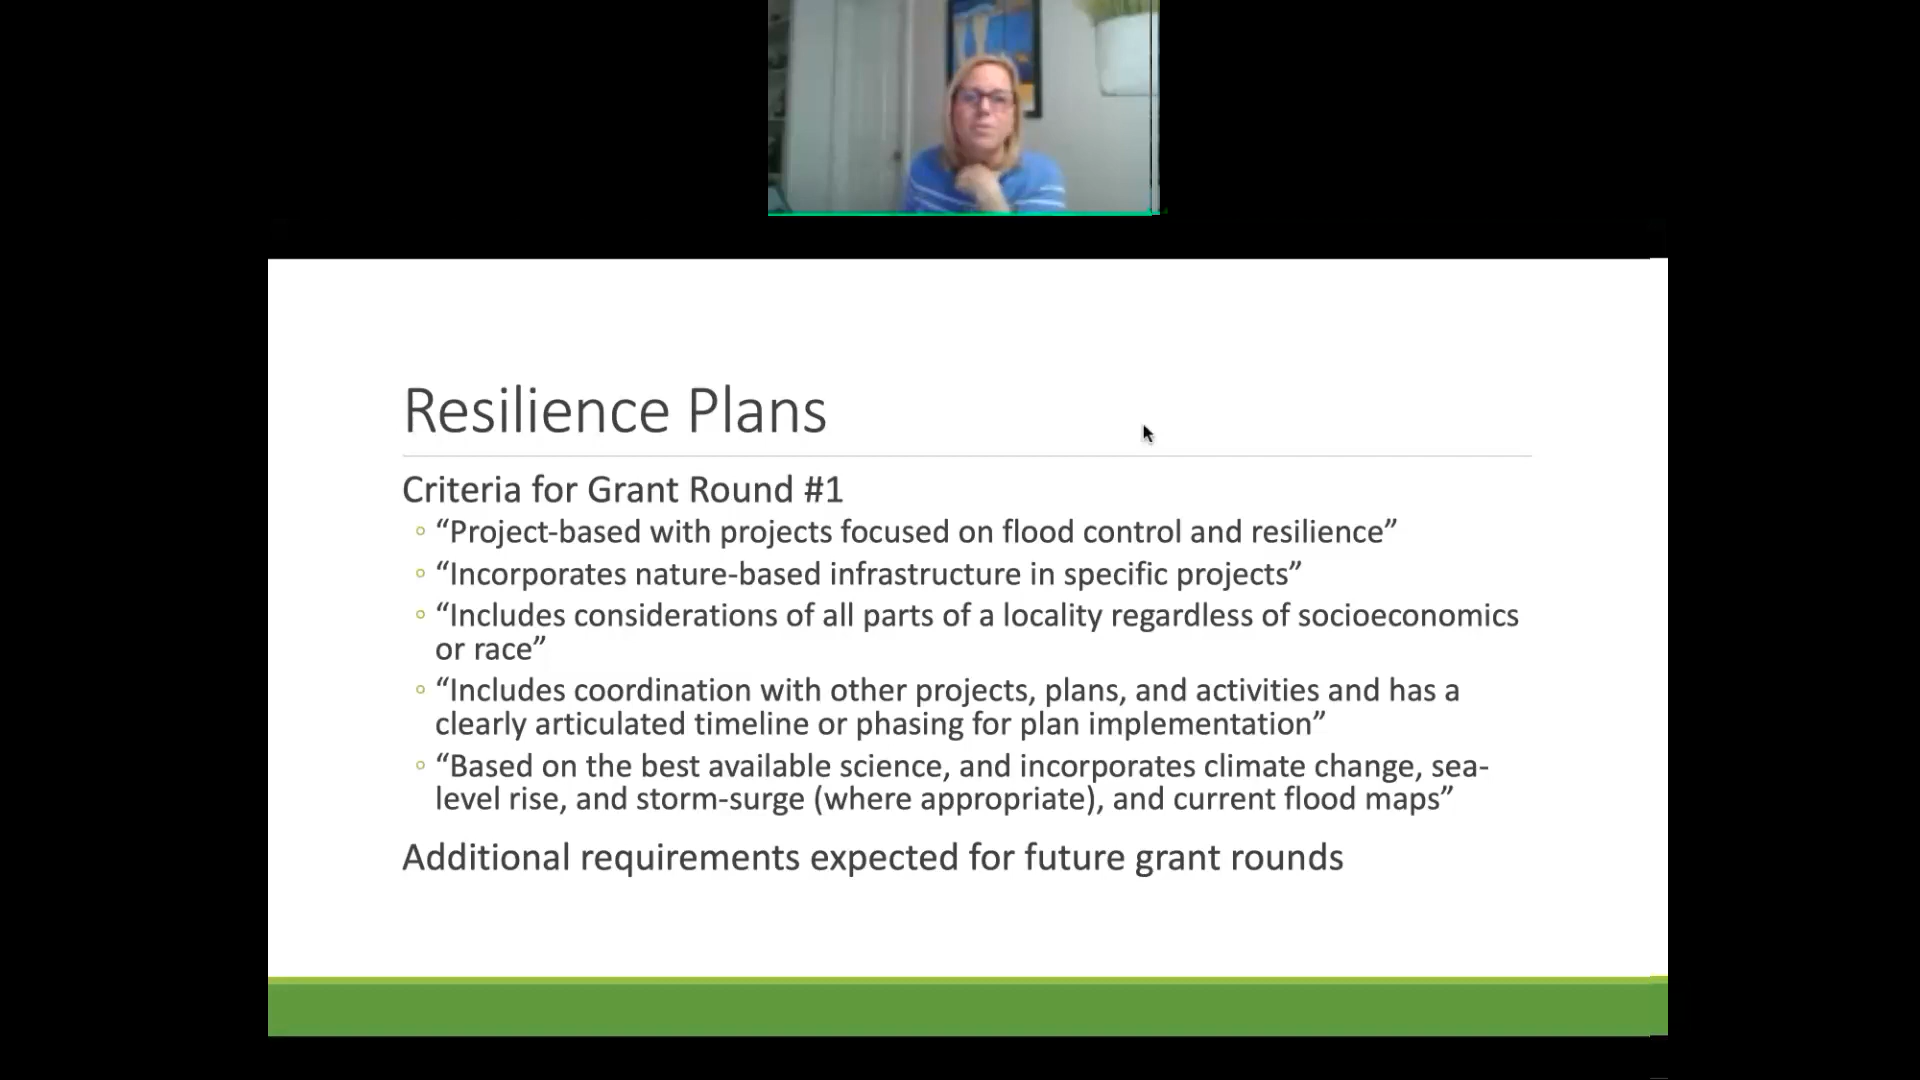 Resilience Plans
Criteria for Grant Round #1
“Project-based with projects focused on flood control and resilience”
“Incorporates nature-based infrastructure in specific projects”
“Includes considerations of all parts of a locality regardless of socioeconomics
or race”
“Includes coordination with other projects, plans, and activities and has a
clearly articulated timeline or phasing for plan implementation”
“Based on the best available science, and incorporates climate change, sea-
level rise, and storm-surge (where appropriate), and current flood maps”
Additional requirements expected for future grant rounds